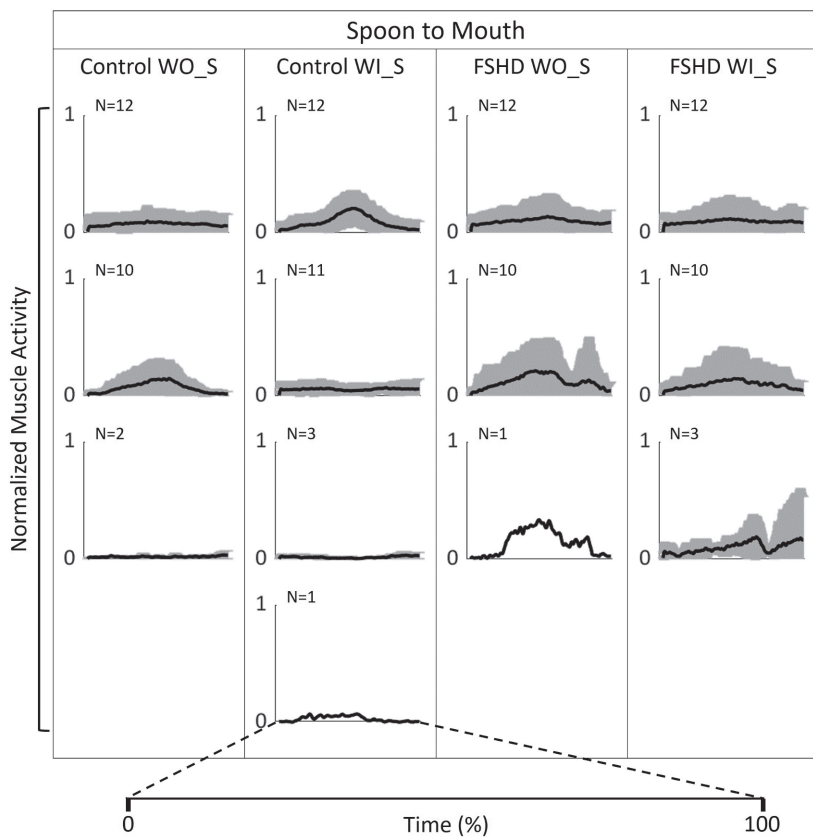 Spoon to Mouth
Control WO_S Control WI_S FSHD WO_S FSHD WI_S
N=12 N=12 N=12 N=12
1 1 1 1
0 0 0 0
N=10 N=11 N=10 N=10
1 1 1 1
0 0 0 0
N=2 N=3 N=1 N=3
1 1 1 1
0 0 0 0
N=1
1
0
Normalized Muscle Activity
0 Time (%) 100